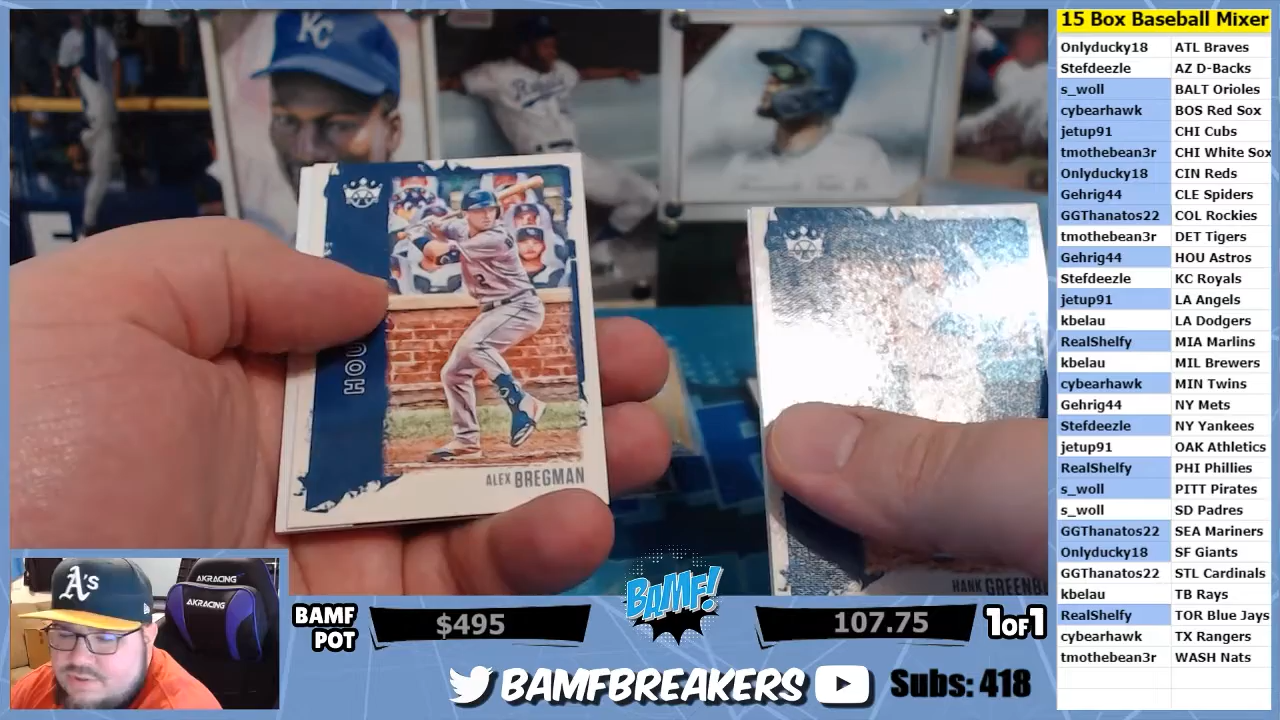 15 Box Baseball Mixer
Onlyducky18 ATL Braves
Stefdeezle AZ D-Backs
s_woll BALT Orioles
cybearhawk BOS Red Sox
jetup91 CHI Cubs
tmothebean3r CHI White Sox
Onlyducky18 CIN Reds
Gehrig44 CLE Spiders
GGThanatos22 COL Rockies
tmothebean3r DET Tigers
Gehrig44 HOU Astros
Stefdeezle KC Royals
jetup91 LA Angels
kbelau LA Dodgers
RealShelfy MIA Marlins
kbelau MIL Brewers
cybearhawk MIN Twins
Gehrig44 NY Mets
Stefdeezle NY Yankees
jetup91 OAK Athletics
RealShelfy PHI Phillies
s_woll PITT Pirates
s_woll SD Padres
GGThanatos22 SEA Mariners
Onlyducky18 SF Giants
GGThanatos22 STL Cardinals
kbelau TB Rays
RealShelfy TOR Blue Jays
cybearhawk TX Rangers
tmothebean3r WASH Nats
KC
2
HOU
ALEX BREGMAN
HANK GREENB
A's
AKRACING
AKRACING
BAMF
POT
$495
BAMF!
107.75
1OF1
BAMFBREAKERS
Subs: 418